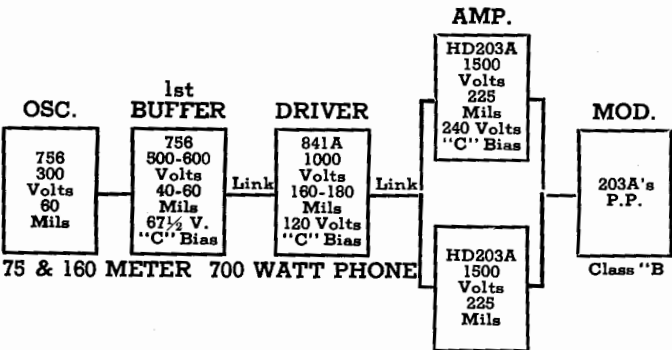 AMP.
HD203A
1500
Volts
225
Mils
240 Volts
"C" Bias
OSC.
756
300
Volts
60
Mils
1st
BUFFER
756
500-600
Volts
40-60
Mils
67½ V.
"C" Bias
Link
DRIVER
841A
1000
Volts
160-180
Mils
120 Volts
"C" Bias
Link
MOD.
203A's
P.P.
Class "B
HD203A
1500
Volts
225
Mils
75 & 160 METER 700 WATT PHONE